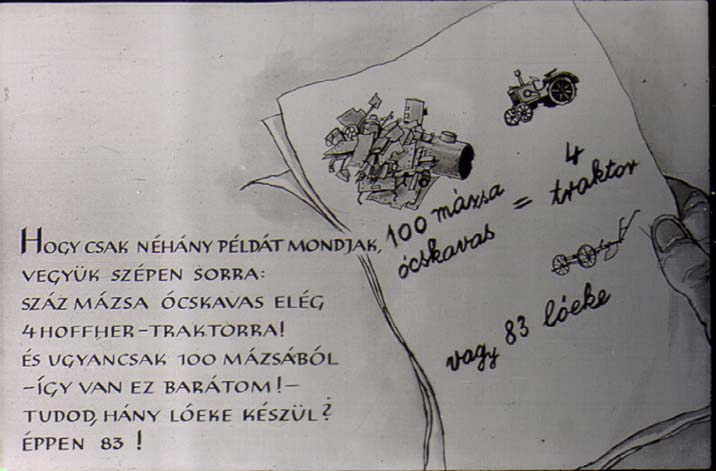 HOGY CSAK NÉHÁNY PÉLDÁT MONDJAK,
VEGYÜK SZÉPEN SORRA:
SZÁZ MÁZSA ÓCSKAVAS ELÉG
4 HOFFHER-TRAKTORRA!
ÉS UGYANCSAK 100 MÁZSÁBÓL
-ÍGY VAN EZ BARÁTOM!-
TUDOD, HÁNY LÓEKE KÉSZÜL?
ÉPPEN 83!
100 mázsa
ócskavas
=
4
traktor
vagy 83 lóeke